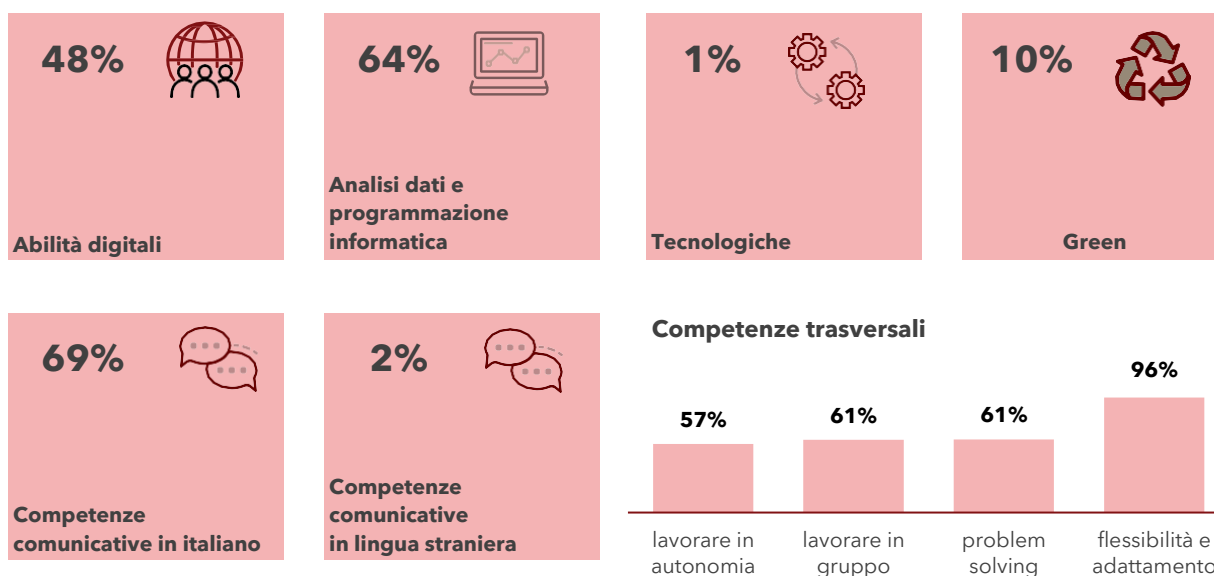 48%
Abilità digitali
64%
Analisi dati e
programmazione
informatica
1%
Tecnologiche
10%
Green
69%
Competenze
comunicative in italiano
2%
Competenze
comunicative
in lingua straniera
Competenze trasversali
57%
61%
61%
96%
lavorare in
autonomia
lavorare in
gruppo
problem
solving
flessibilità e
adattamento